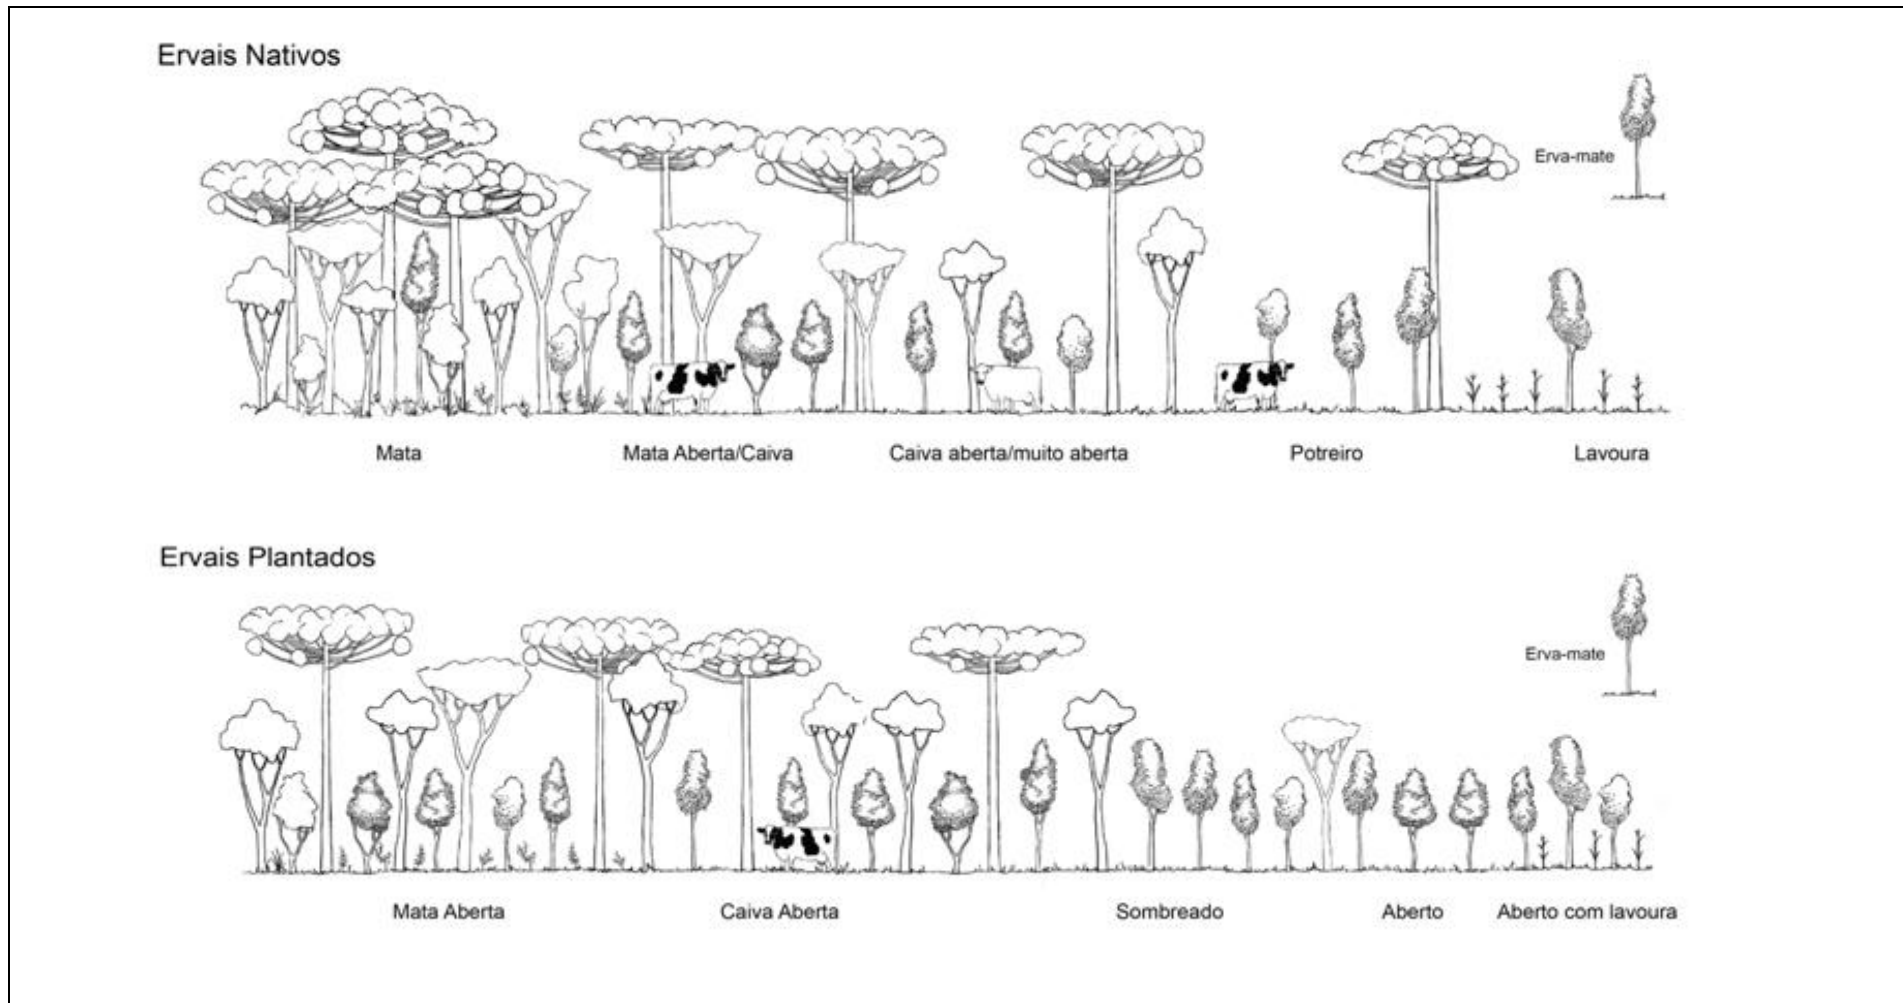 Ervais Nativos
Erva-mate
Mata
Mata Aberta/Caiva
Caiva aberta/muito aberta
Potreiro
Lavoura
Ervais Plantados
Erva-mate
Mata Aberta
Caiva Aberta
Sombreado
Aberto
Aberto com lavoura